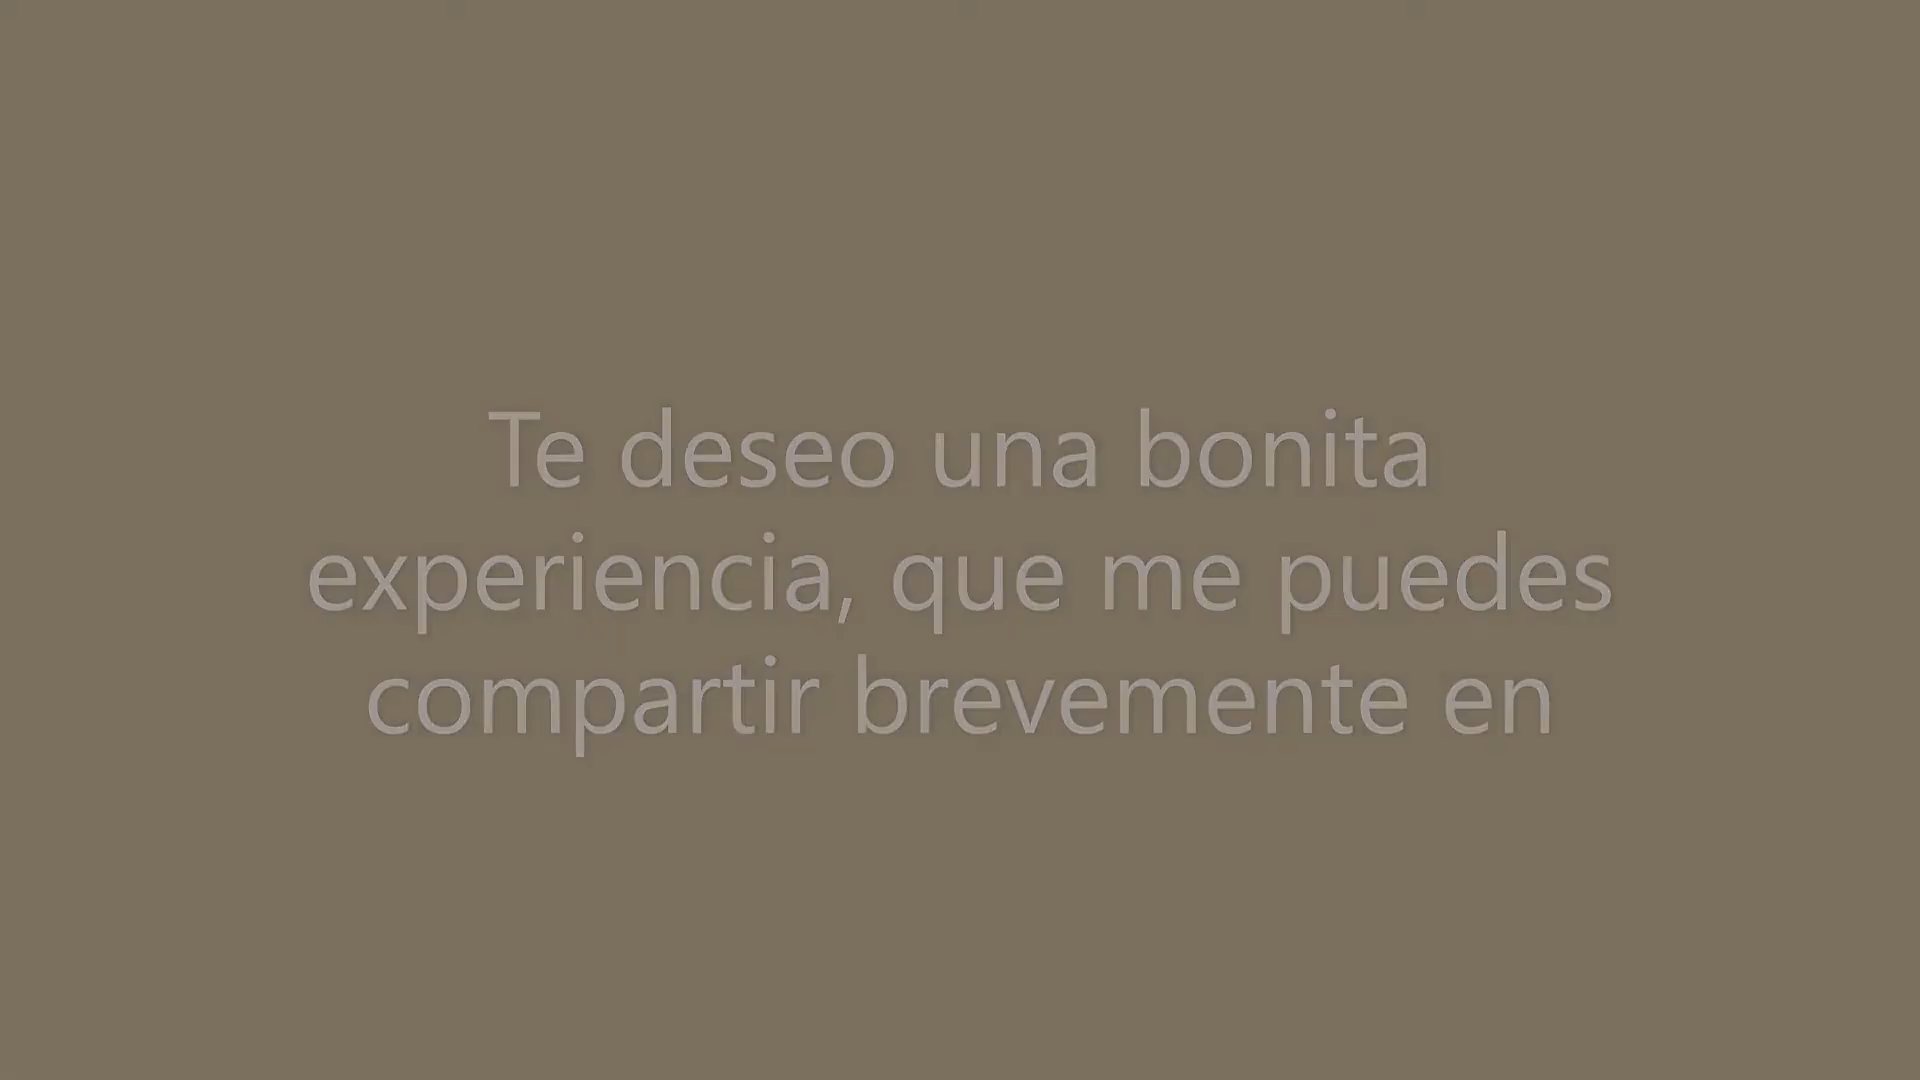 Te deseo una bonita
experiencia, que me puedes
compartir brevemente en